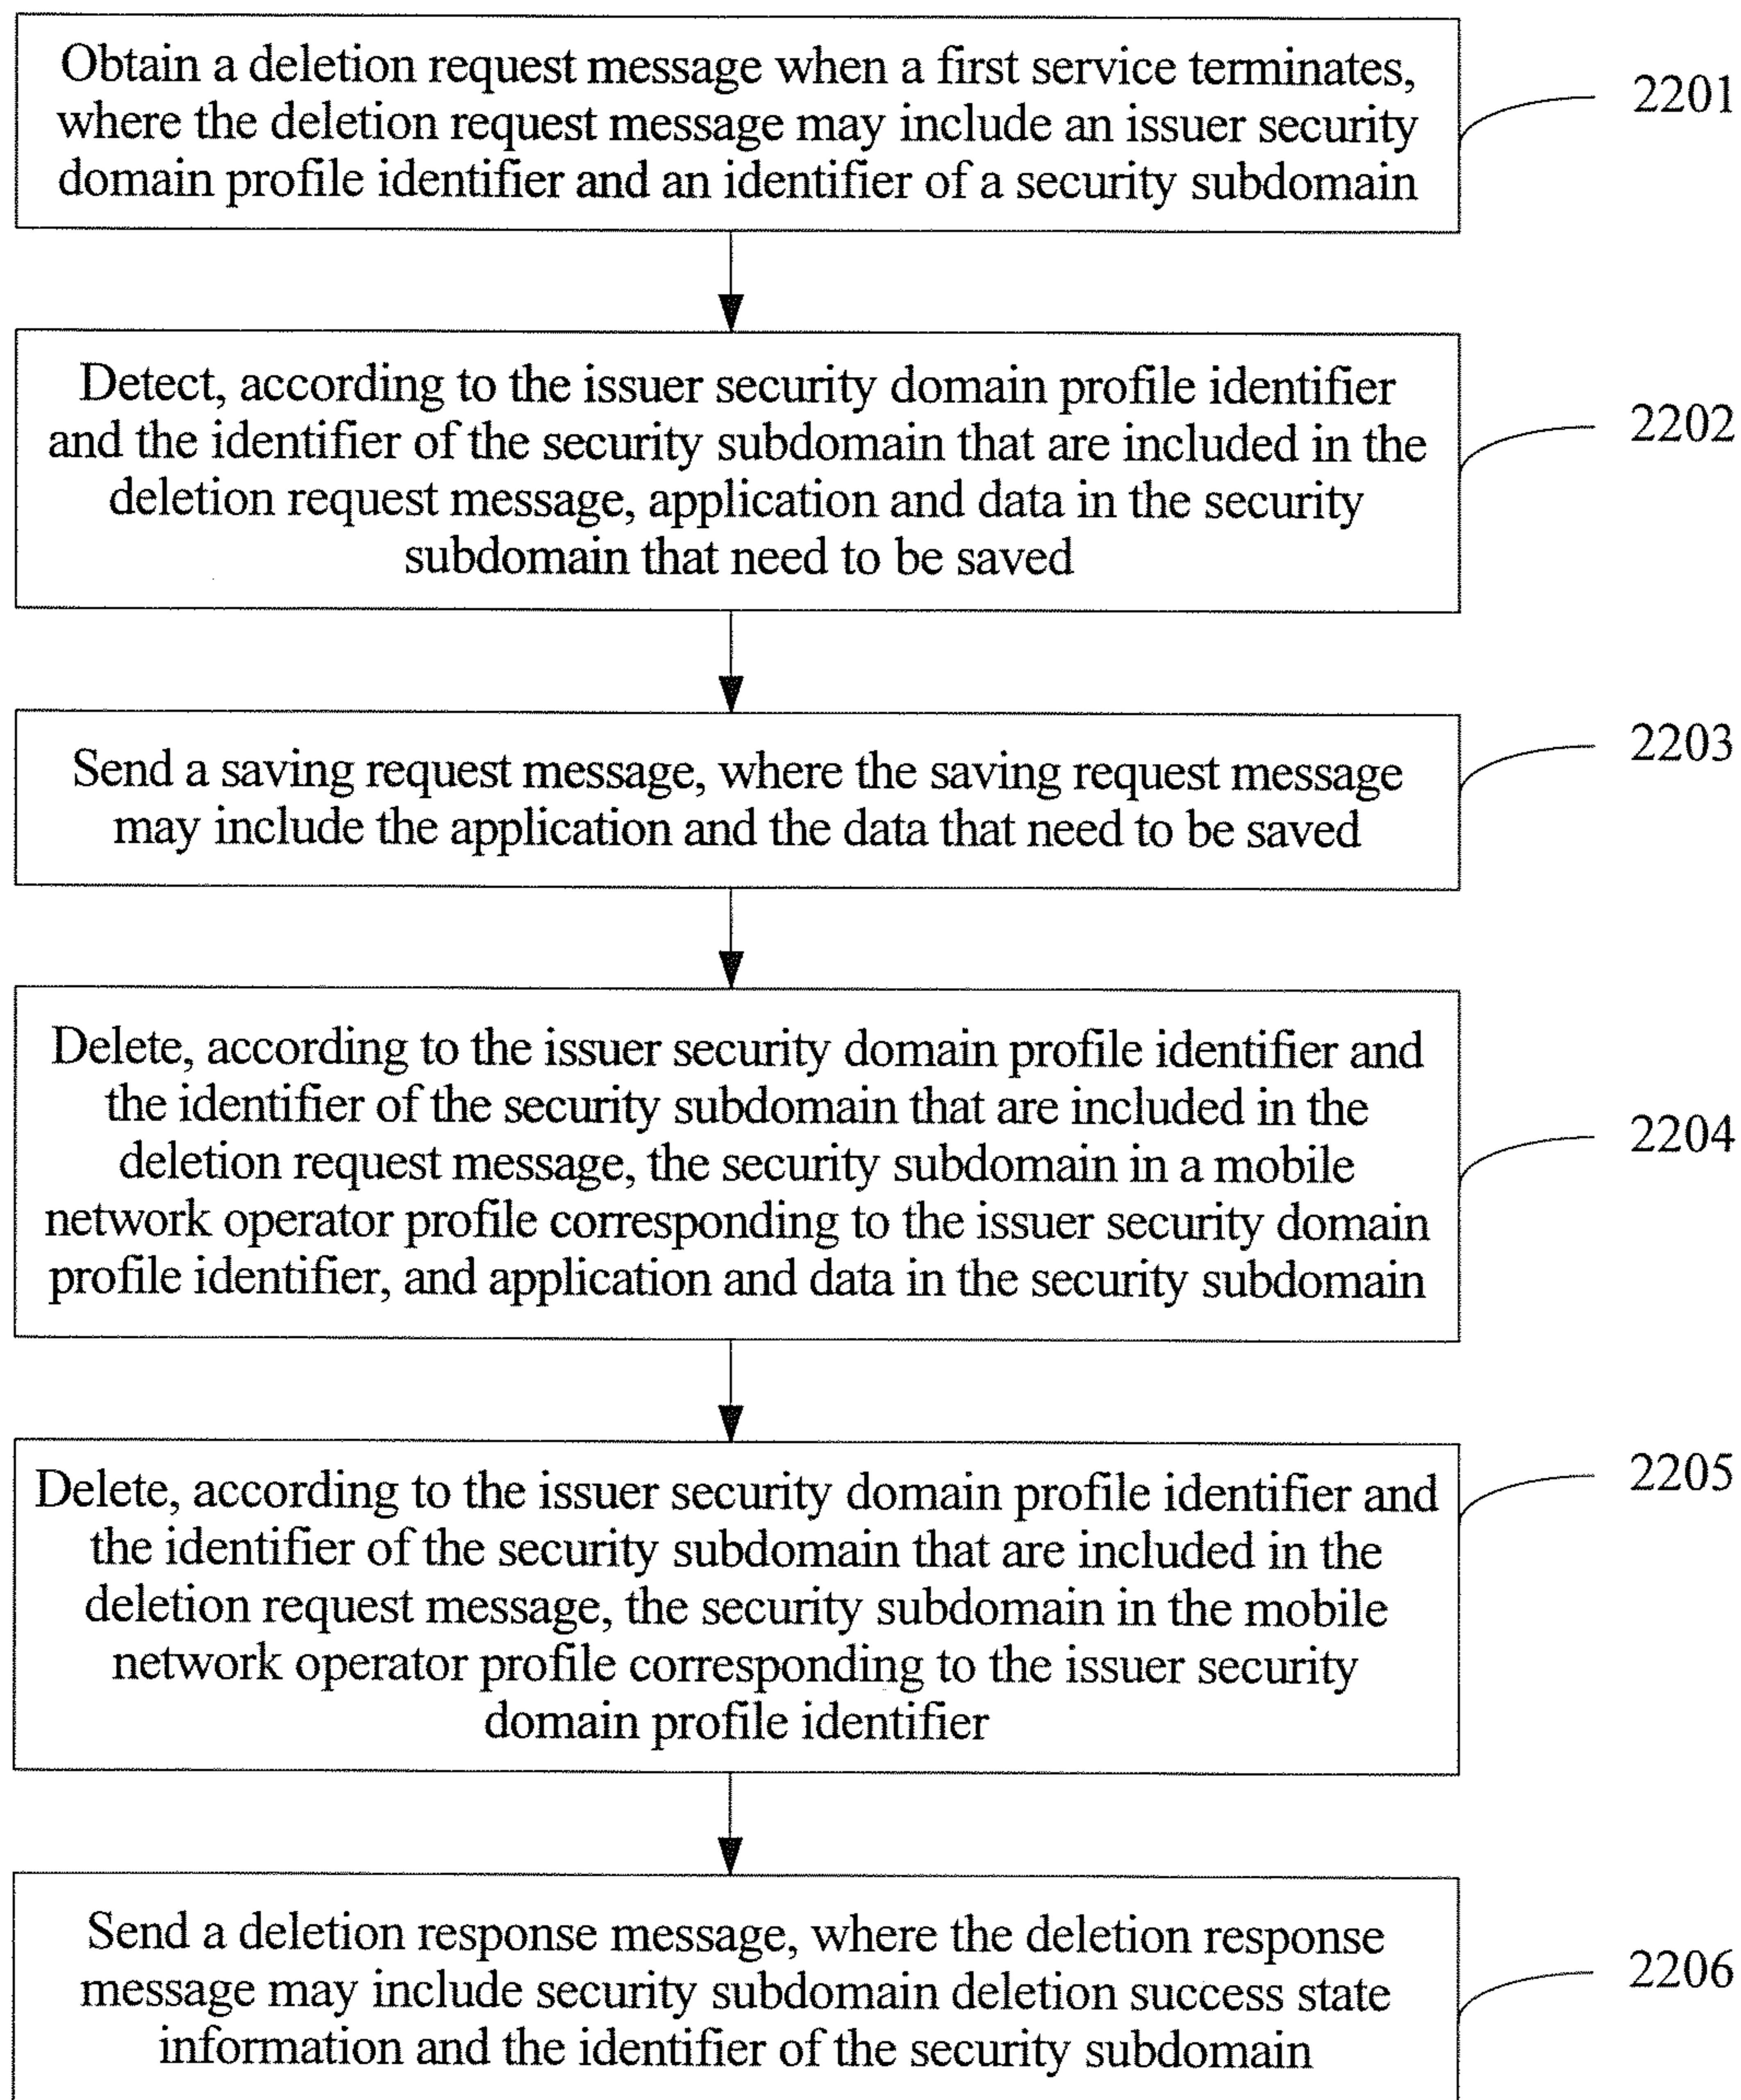 Obtain a deletion request message when a first service terminates,
where the deletion request message may include an issuer security
domain profile identifier and an identifier of a security subdomain
2201
Detect, according to the issuer security domain profile identifier
and the identifier of the security subdomain that are included in the
deletion request message, application and data in the security
subdomain that need to be saved
2202
Send a saving request message, where the saving request message
may include the application and the data that need to be saved
2203
Delete, according to the issuer security domain profile identifier and
the identifier of the security subdomain that are included in the
deletion request message, the security subdomain in a mobile
network operator profile corresponding to the issuer security domain
profile identifier, and application and data in the security subdomain
2204
Delete, according to the issuer security domain profile identifier and
the identifier of the security subdomain that are included in the
deletion request message, the security subdomain in the mobile
network operator profile corresponding to the issuer security
domain profile identifier
2205
Send a deletion response message, where the deletion response
message may include security subdomain deletion success state
information and the identifier of the security subdomain
2206